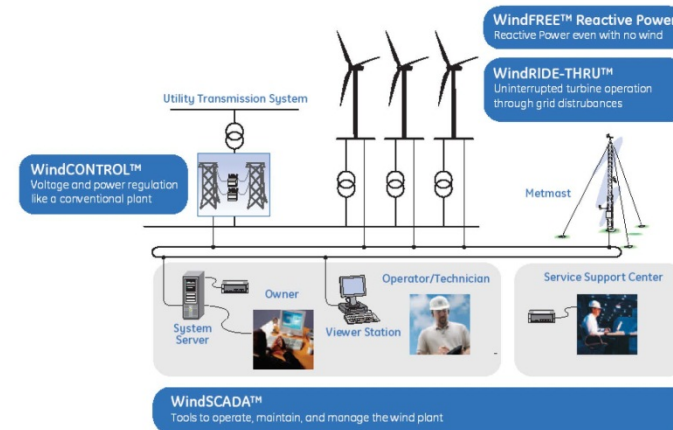 WindFREE™ Reactive Power
Reactive Power even with no wind
WindRIDE-THRU™
Uninterrupted turbine operation
through grid distrubances
Utility Transmission System
WindCONTROL™
Voltage and power regulation
like a conventional plant
Metmast
Operator/Technician
Service Support Center
Owner
System
Server
Viewer Station
WindSCADA™
Tools to operate, maintain, and manage the wind plant